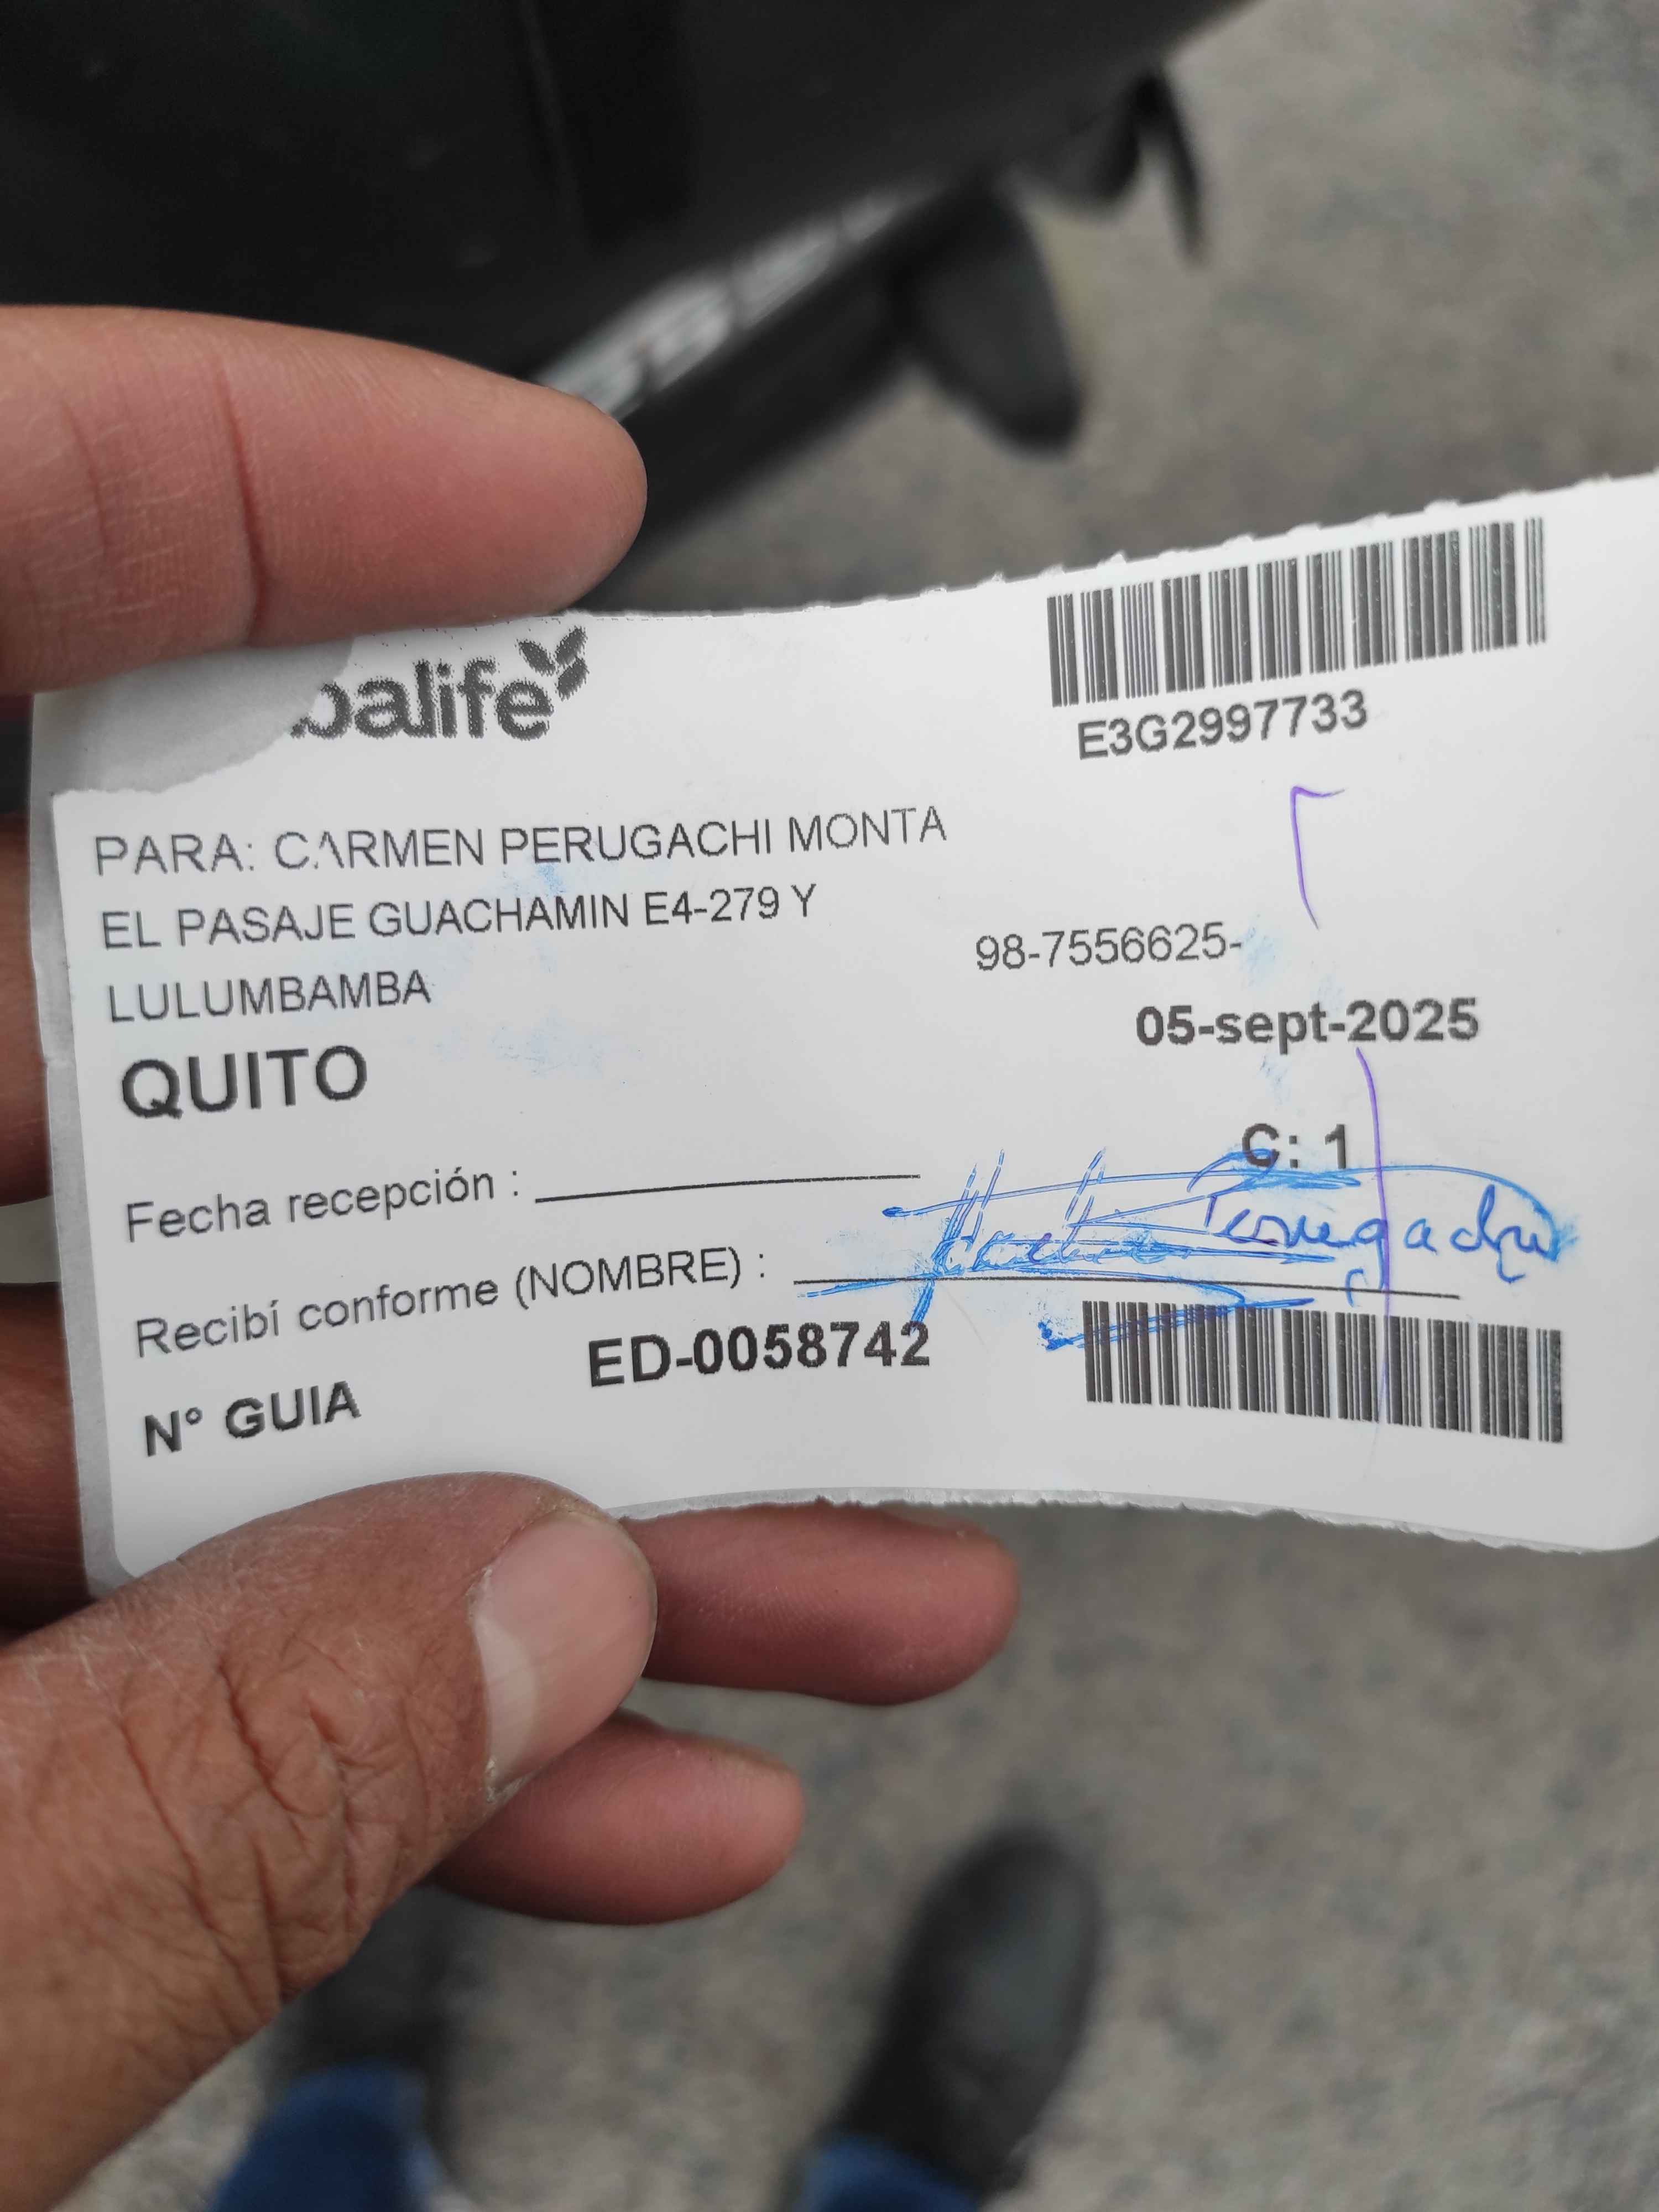 balife
E3G2997733
PARA: CARMEN PERUGACHI MONTA
EL PASAJE GUACHAMIN E4-279 Y
98-7556625-
LULUMBAMBA
05-sept-2025
QUITO
C: 1
Fecha recepción :
Recibí conforme (NOMBRE) : Perugachi
N° GUIA ED-0058742